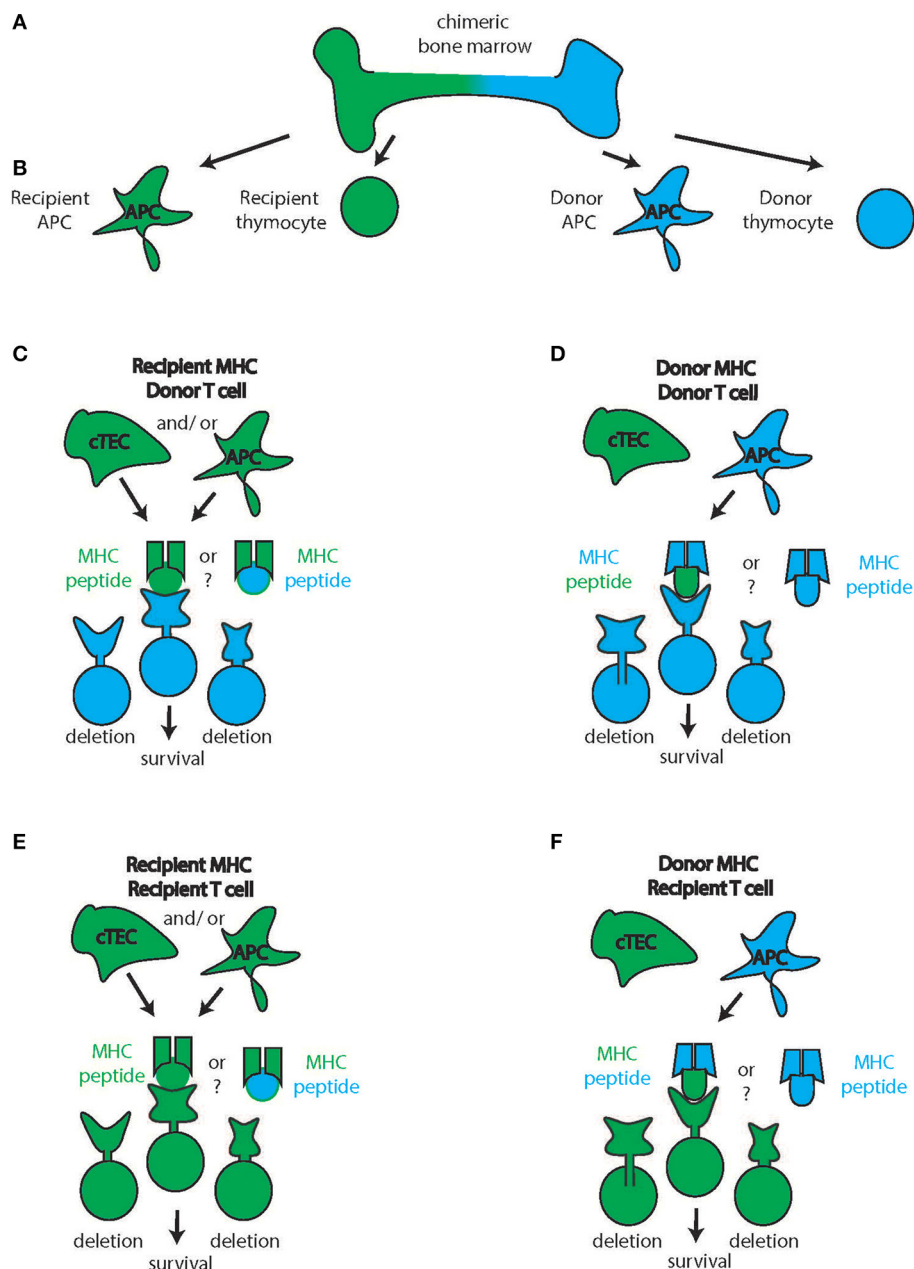 A
chimeric
bone marrow
B
Recipient
APC
APC
Recipient
thymocyte
Donor
APC
APC
Donor
thymocyte
C
Recipient MHC
Donor T cell
cTEC
and/ or
APC
MHC
peptide
or
?
MHC
peptide
deletion
deletion
survival
D
Donor MHC
Donor T cell
cTEC
APC
MHC
peptide
or
?
MHC
peptide
deletion
deletion
survival
E
Recipient MHC
Recipient T cell
cTEC
and/ or
APC
MHC
peptide
or
?
MHC
peptide
deletion
deletion
survival
F
Donor MHC
Recipient T cell
cTEC
APC
MHC
peptide
or
?
MHC
peptide
deletion
deletion
survival